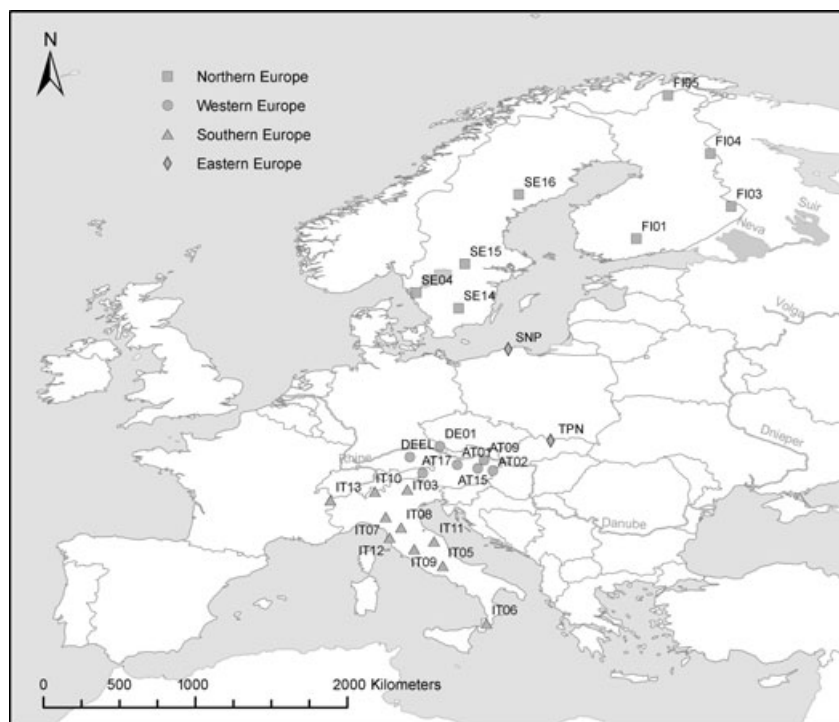 N
Northern Europe
Western Europe
Southern Europe
Eastern Europe
FI05
FI04
SE16
FI03
Suir
Neva
FI01
SE15
SE04
SE14
Volga
SNP
Dnieper
TPN
DE01
DEEL
AT01 AT09
Rhine
AT17
AT02
AT15
IT10 IT03
IT13
IT08
IT07
IT11
Danube
IT12
IT05
IT09
IT06
0 500 1000 2000 Kilometers